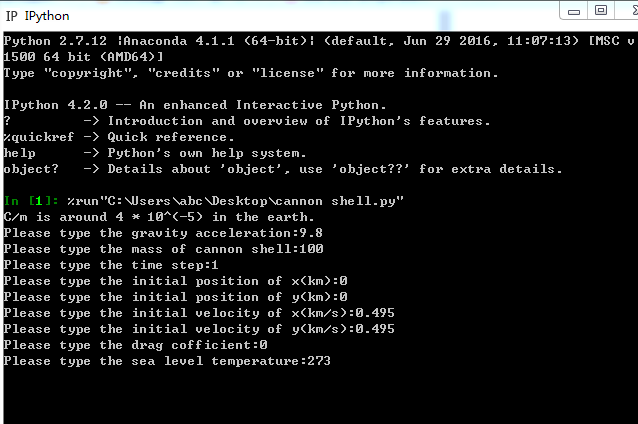 IP IPython
Python 2.7.12 |Anaconda 4.1.1 (64-bit)| (default, Jun 29 2016, 11:07:13) [MSC v
1500 64 bit (AMD64)]
Type "copyright", "credits" or "license" for more information.
IPython 4.2.0 -- An enhanced Interactive Python.
? -> Introduction and overview of IPython's features.
%quickref -> Quick reference.
help -> Python's own help system.
object? -> Details about 'object', use 'object??' for extra details.
In [1]: %run"C:\Users\abc\Desktop\cannon shell.py"
C/m is around 4 * 10^(-5) in the earth.
Please type the gravity acceleration:9.8
Please type the mass of cannon shell:100
Please type the time step:1
Please type the initial position of x(km):0
Please type the initial position of y(km):0
Please type the initial velocity of x(km/s):0.495
Please type the initial velocity of y(km/s):0.495
Please type the drag cofficient:0
Please type the sea level temperature:273